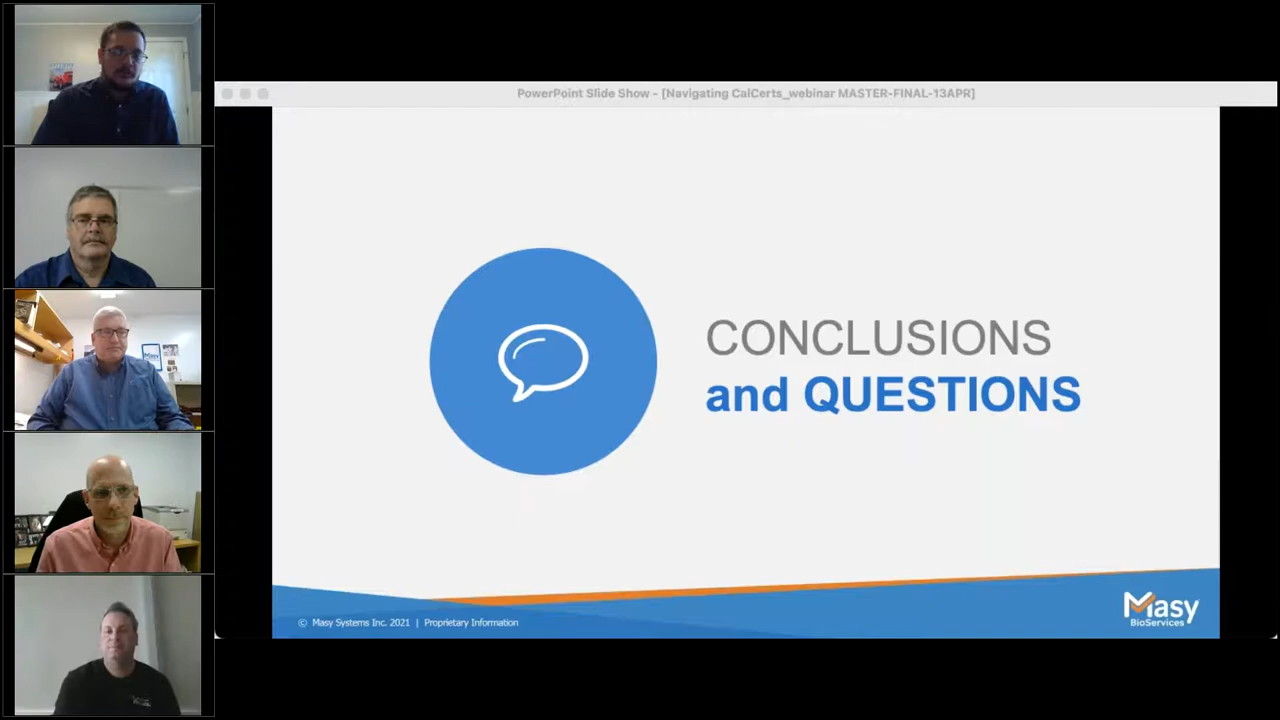 PowerPoint Slide Show - [Navigating CalCerts_webinar MASTER-FINAL-13APR]
CONCLUSIONS
and QUESTIONS
© Masy Systems Inc. 2021 | Proprietary Information
Masy
BioServices